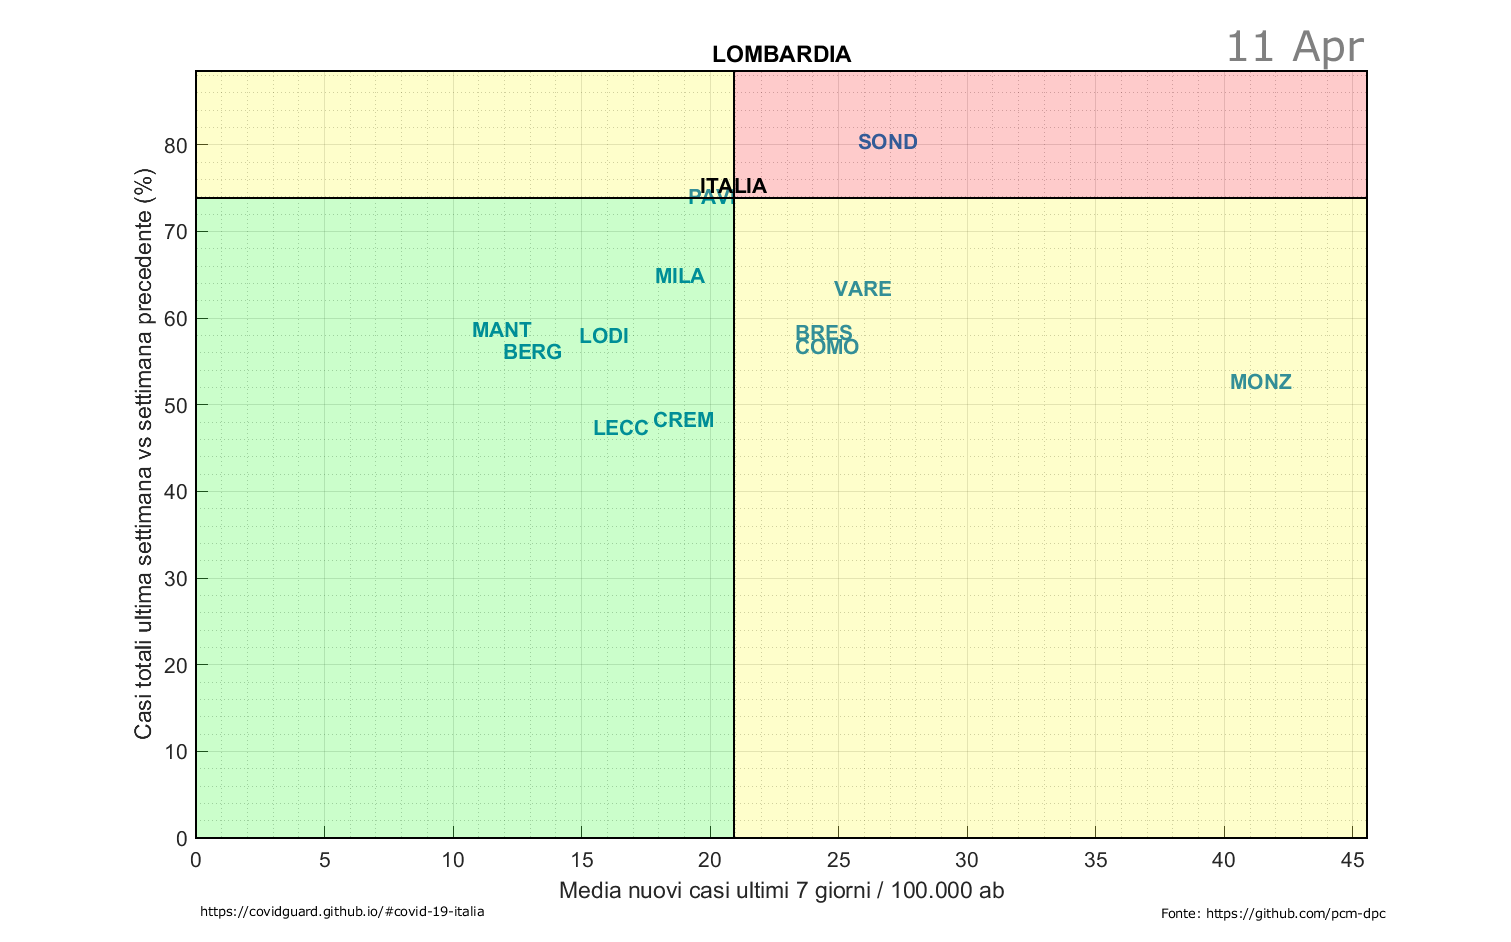 11 Apr
LOMBARDIA
80
70
60
50
40
30
20
10
0
Casi totali ultima settimana vs settimana precedente (%)
SOND
ITALIA
PAVI
MILA
VARE
MANT
LODI
BRES
BERG
COMO
MONZ
LECC
CREM
0 5 10 15 20 25 30 35 40 45
Media nuovi casi ultimi 7 giorni / 100.000 ab
https://covidguard.github.io/#covid-19-italia
Fonte: https://github.com/pcm-dpc